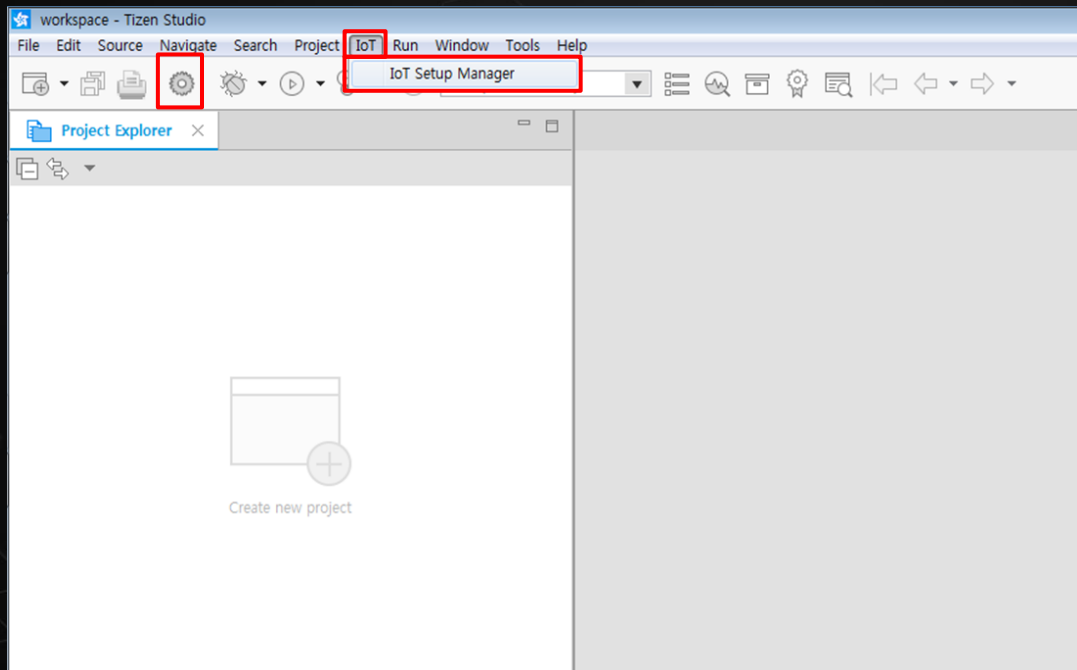 workspace - Tizen Studio
File Edit Source Navigate Search Project IoT Run Window Tools Help
IoT Setup Manager
Project Explorer
Create new project